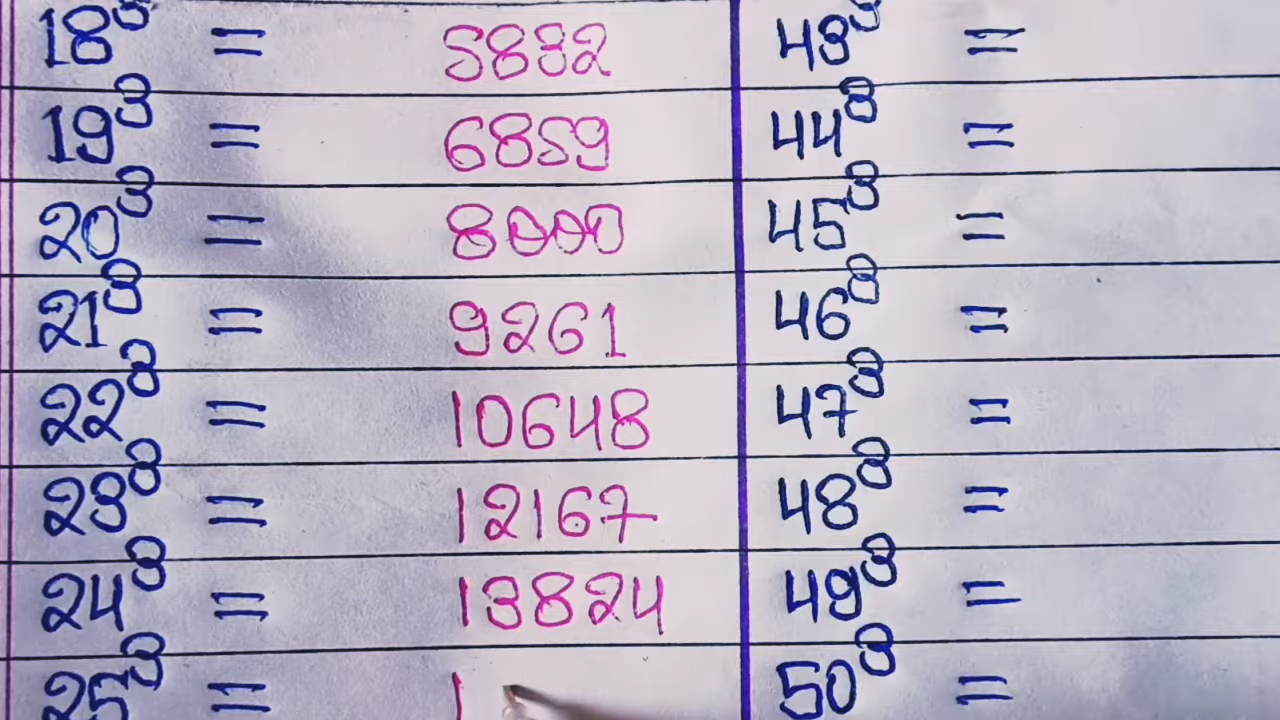 18³ = 5832 43³ =
19³ = 6859 44³ =
20³ = 8000 45³ =
21³ = 9261 46³ =
22³ = 10648 47³ =
23³ = 12167 48³ =
24³ = 13824 49³ =
25³ = 1 50³ =